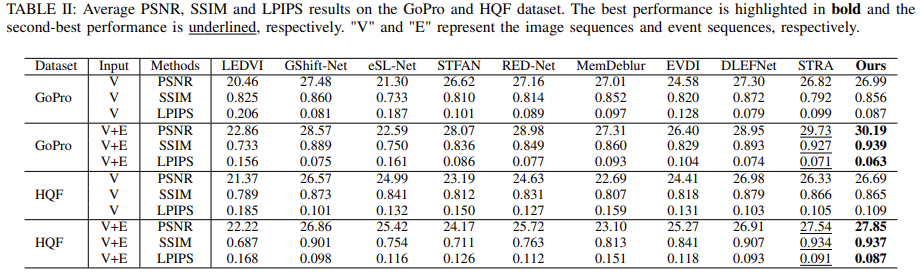 TABLE II: Average PSNR, SSIM and LPIPS results on the GoPro and HQF dataset. The best performance is highlighted in bold and the
second-best performance is underlined, respectively. "V" and "E" represent the image sequences and event sequences, respectively.
Dataset Input Methods LEDVI GShift-Net eSL-Net STFAN RED-Net MemDeblur EVDI DLEFNet STRA Ours
V PSNR 20.46 27.48 21.30 26.62 27.16 27.01 24.58 27.30 26.82 26.99
GoPro V SSIM 0.825 0.860 0.733 0.810 0.814 0.852 0.820 0.872 0.792 0.856
V LPIPS 0.206 0.081 0.187 0.101 0.089 0.097 0.128 0.079 0.099 0.087
V+E PSNR 22.86 28.57 22.59 28.07 28.98 27.31 26.40 28.95 29.73 30.19
GoPro V+E SSIM 0.733 0.889 0.750 0.836 0.849 0.860 0.829 0.893 0.927 0.939
V+E LPIPS 0.156 0.075 0.161 0.086 0.077 0.093 0.104 0.074 0.071 0.063
V PSNR 21.37 26.57 24.99 23.19 24.63 22.69 24.41 26.98 26.33 26.69
HQF V SSIM 0.789 0.873 0.841 0.812 0.831 0.807 0.818 0.879 0.866 0.865
V LPIPS 0.185 0.101 0.132 0.150 0.127 0.159 0.131 0.103 0.105 0.109
V+E PSNR 22.22 26.86 25.42 24.17 25.72 23.10 25.27 26.91 27.54 27.85
HQF V+E SSIM 0.687 0.901 0.754 0.711 0.763 0.813 0.841 0.907 0.934 0.937
V+E LPIPS 0.168 0.098 0.116 0.126 0.112 0.151 0.118 0.093 0.091 0.087